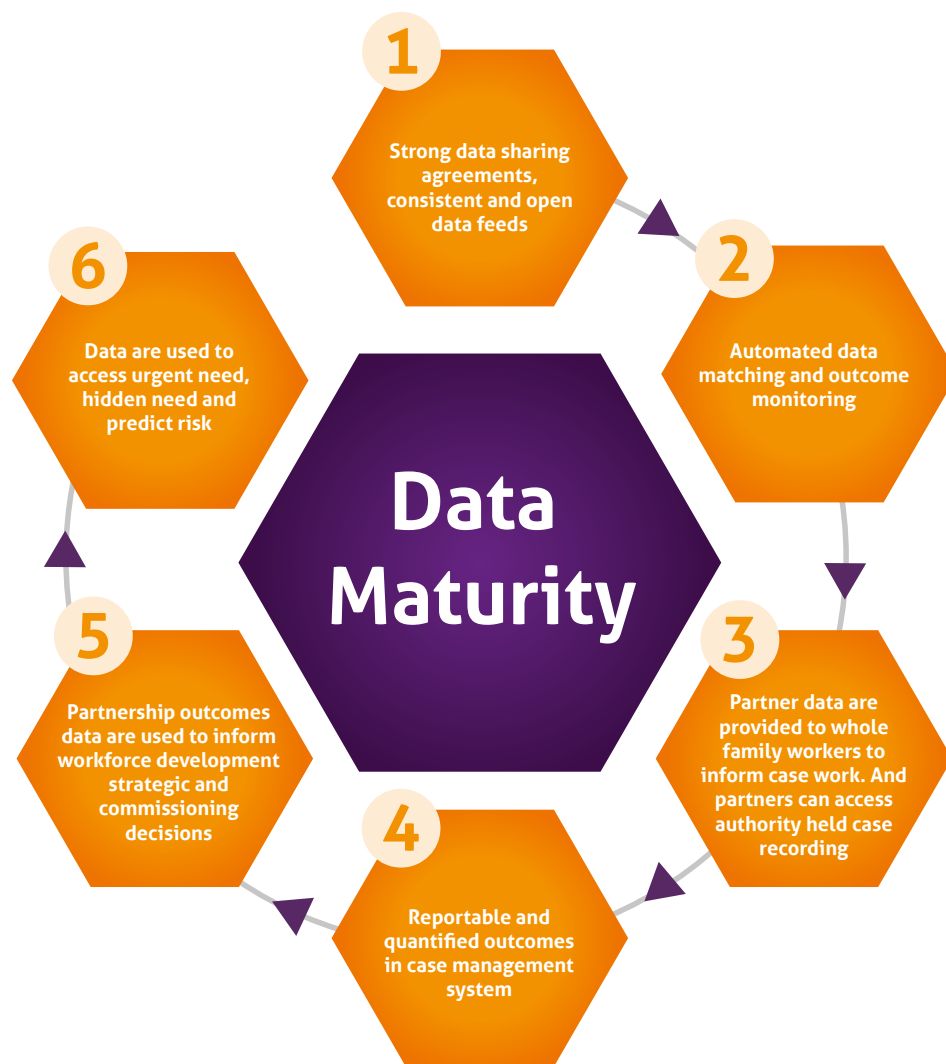 1
Strong data sharing
agreements,
consistent and open
data feeds
2
Automated data
matching and outcome
monitoring
3
Partner data are
provided to whole
family workers to
inform case work. And
partners can access
authority held case
recording
4
Reportable and
quantified outcomes
in case management
system
5
Partnership outcomes
data are used to inform
workforce development
strategic and
commissioning
decisions
6
Data are used to
access urgent need,
hidden need and
predict risk
Data
Maturity